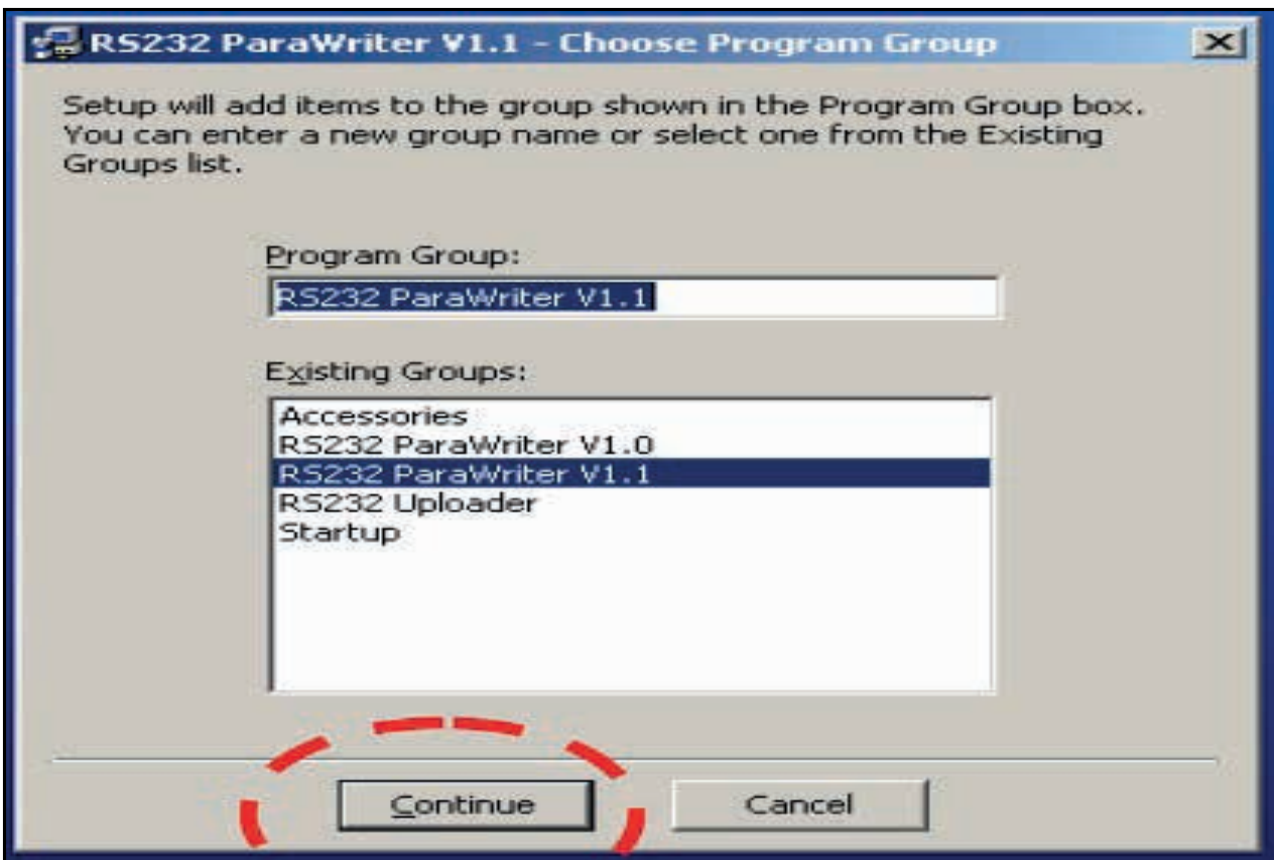 RS232 ParaWriter V1.1 - Choose Program Group
Setup will add items to the group shown in the Program Group box.
You can enter a new group name or select one from the Existing
Groups list.
Program Group:
RS232 ParaWriter V1.1
Existing Groups:
Accessories
RS232 ParaWriter V1.0
RS232 ParaWriter V1.1
RS232 Uploader
Startup
Continue Cancel